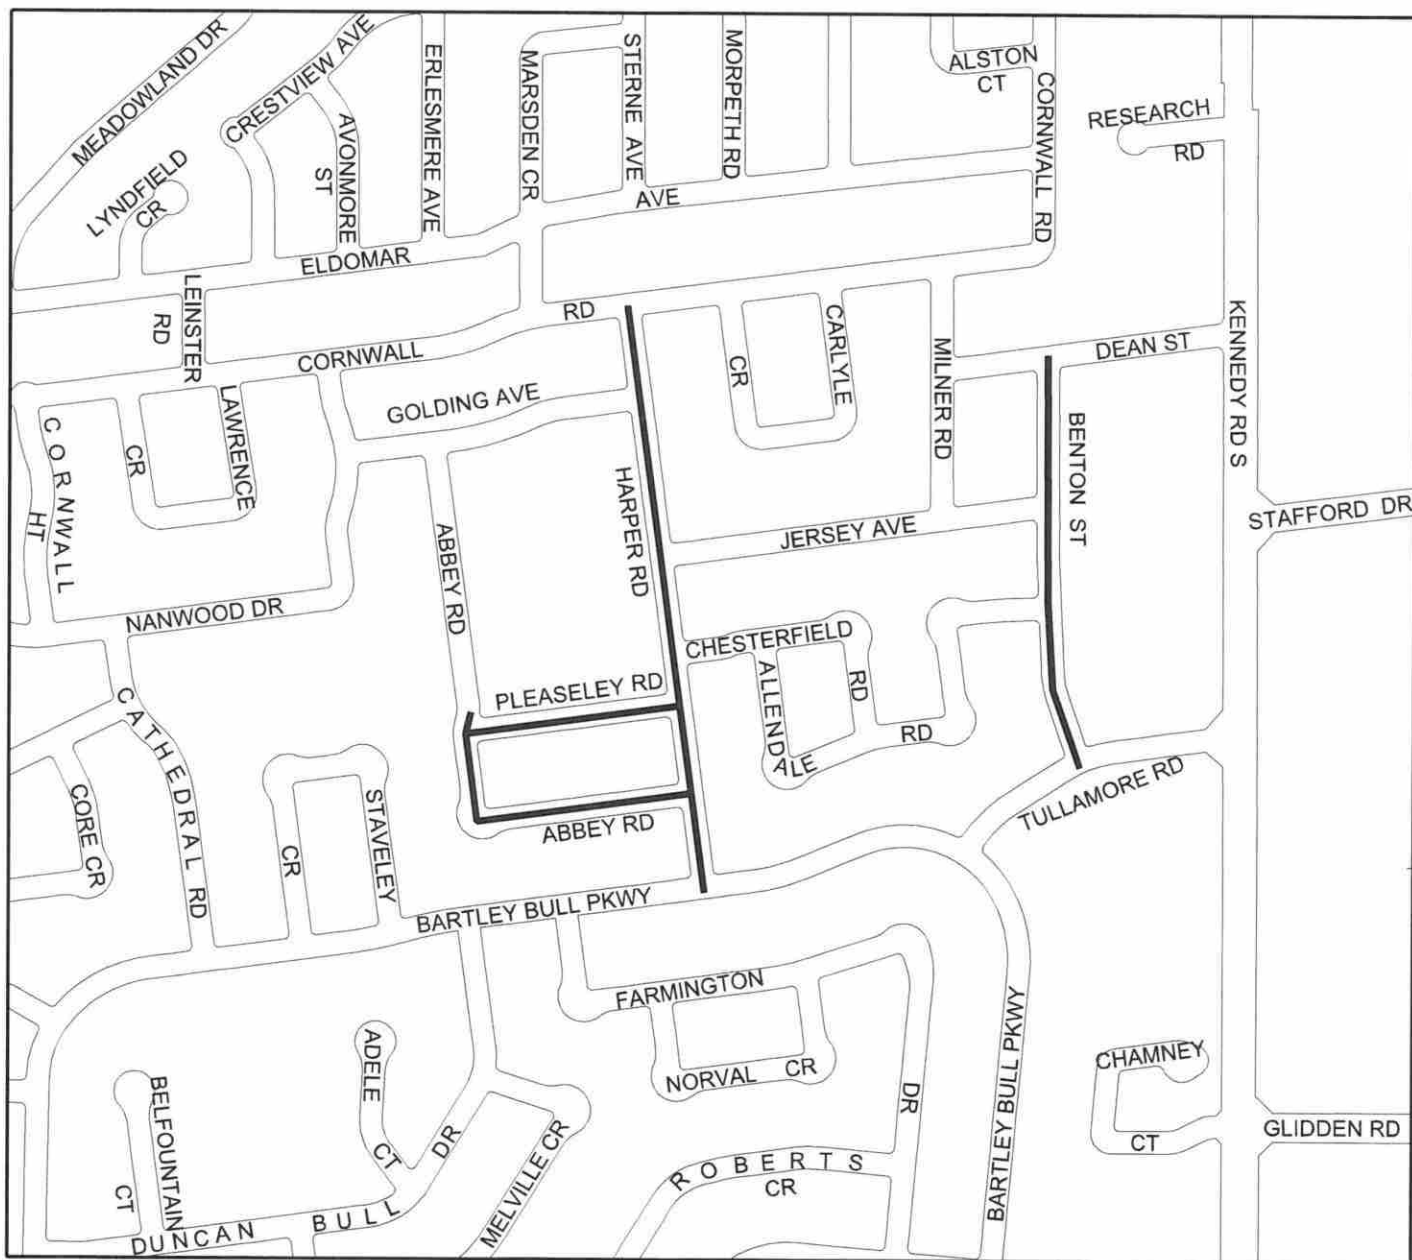 MEADOWLAND DR
CRESTVIEW AVE
ERLESMERE AVE
MARSDEN CR
STERNE AVE
MORPETH RD
ALSTON
CT
CORNWALL RD
RESEARCH
RD
LYNDFIELD
CR
AVONMORE
ST
AVE
ELDOMAR
LEINSTER
RD
RD
CORNWALL
CARLYLE
CR
MILNER RD
DEAN ST
KENNEDY RD S
LAWRENCE
CR
GOLDING AVE
CORNWALL
HT
HARPER RD
BENTON ST
STAFFORD DR
JERSEY AVE
ABBEY RD
NANWOOD DR
CHESTERFIELD
RD
ALLENDALE
RD
PLEASELEY RD
CATHEDRAL RD
CORE CR
STAVELEY
CR
ABBEY RD
TULLAMORE RD
BARTLEY BULL PKWY
FARMINGTON
DR
NORVAL CR
BARTLEY BULL PKWY
ADELE
CT
CHAMNEY
CT
GLIDDEN RD
BELFOUNTAIN
CT
MELVILLE CR
ROBERTS
CR
DUNCAN BULL DR